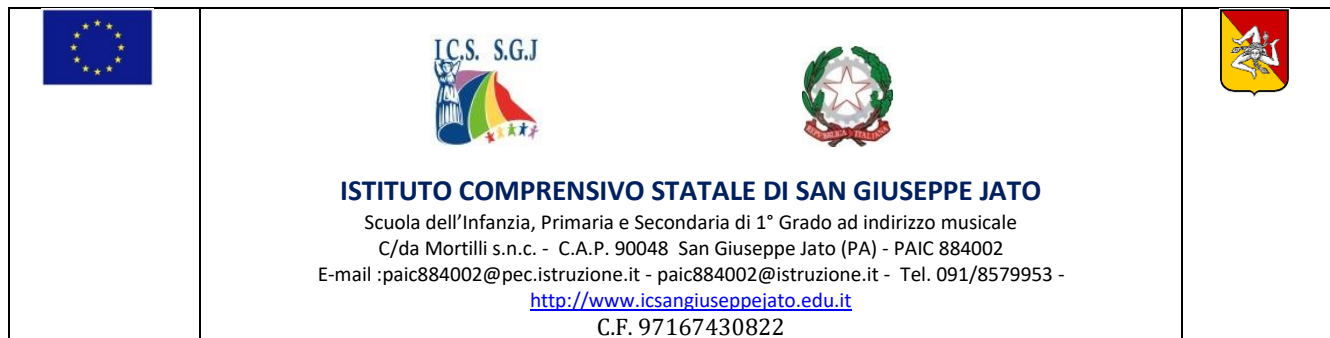 I.C.S. S.G.J
REPVBBLICA ITALIANA
ISTITUTO COMPRENSIVO STATALE DI SAN GIUSEPPE JATO
Scuola dell’Infanzia, Primaria e Secondaria di 1° Grado ad indirizzo musicale
C/da Mortilli s.n.c. - C.A.P. 90048 San Giuseppe Jato (PA) - PAIC 884002
E-mail :paic884002@pec.istruzione.it - paic884002@istruzione.it - Tel. 091/8579953 -
http://www.icsangiuseppejato.edu.it
C.F. 97167430822